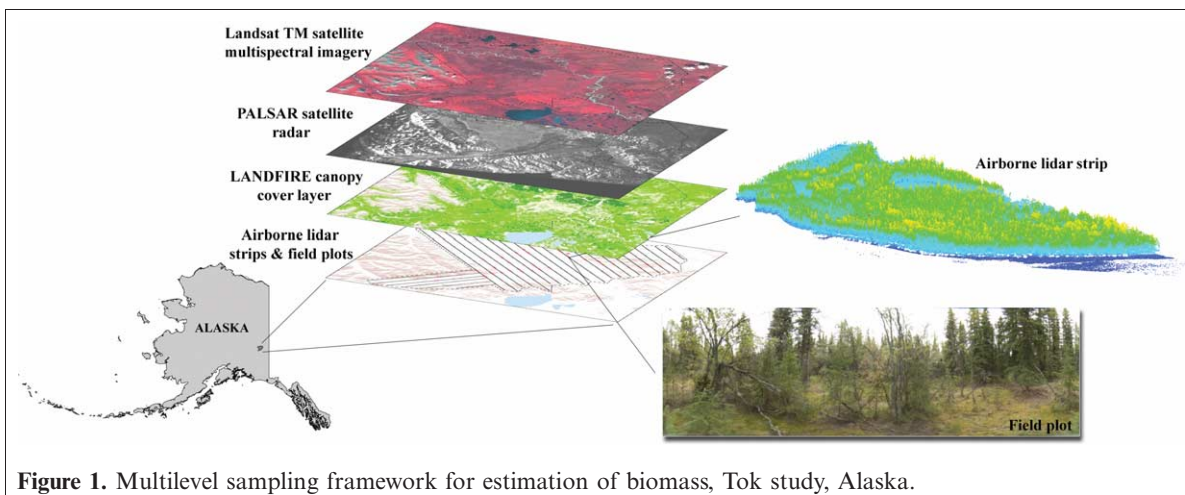 Landsat TM satellite
multispectral imagery
PALSAR satellite
radar
LANDFIRE canopy
cover layer
Airborne lidar
strips & field plots
Airborne lidar strip
ALASKA
Field plot
Figure 1. Multilevel sampling framework for estimation of biomass, Tok study, Alaska.